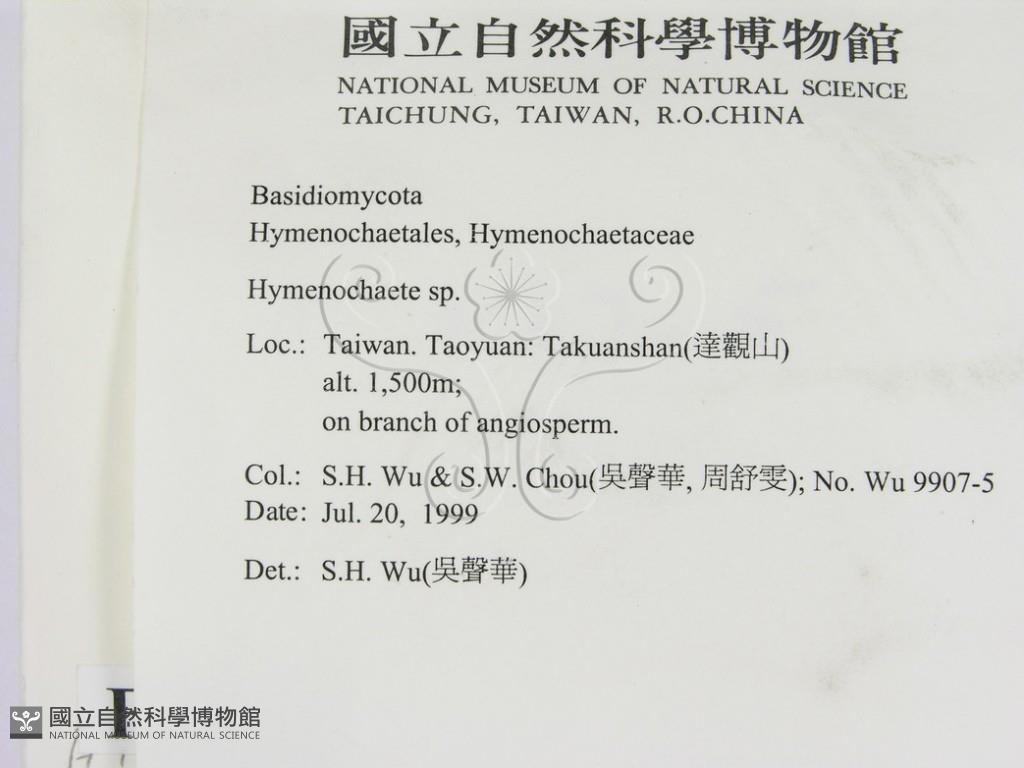 國立自然科學博物館
NATIONAL MUSEUM OF NATURAL SCIENCE
TAICHUNG, TAIWAN, R.O.CHINA
Basidiomycota
Hymenochaetales, Hymenochaetaceae
Hymenochaete sp.
Loc.: Taiwan. Taoyuan: Takuanshan(達觀山)
alt. 1,500m;
on branch of angiosperm.
Col.: S.H. Wu & S.W. Chou(吳聲華, 周舒雯); No. Wu 9907-5
Date: Jul. 20, 1999
Det.: S.H. Wu(吳聲華)
國立自然科學博物館
NATIONAL MUSEUM OF NATURAL SCIENCE